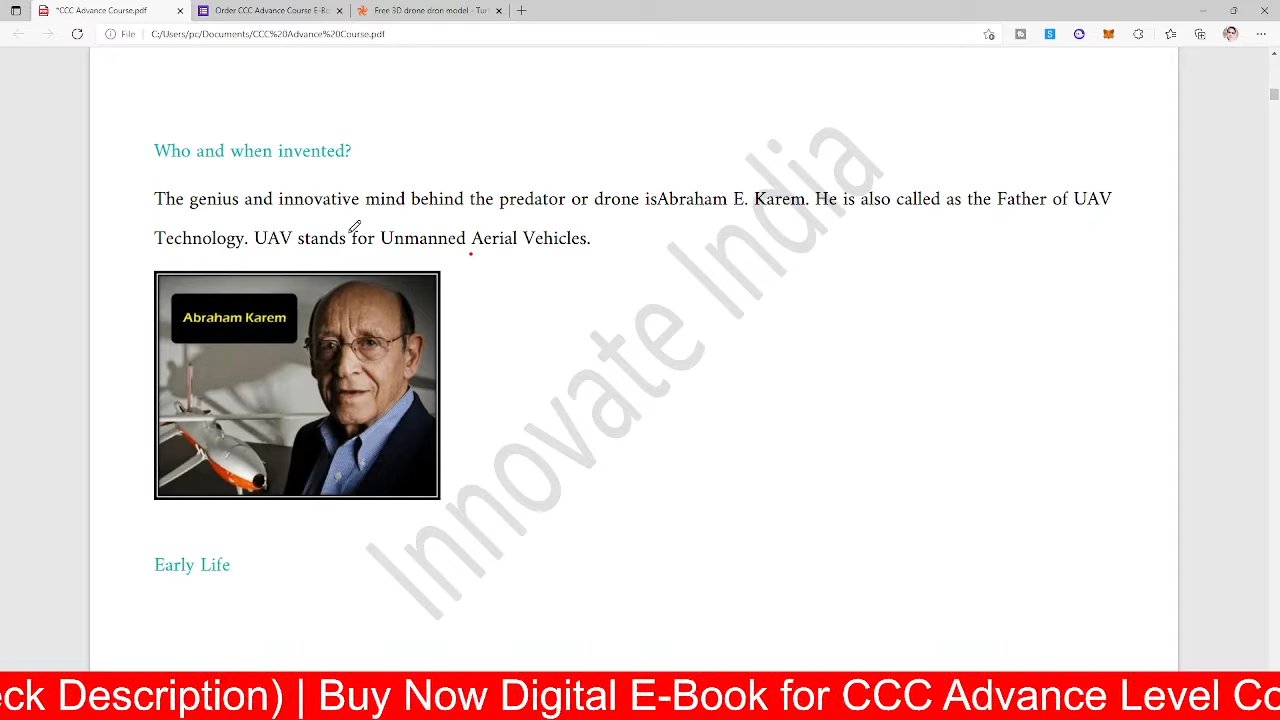 *CCC Advance Course.pdf
Order CCC Advance Course E-Bo
Free 3D drone dron model - Tur
File
C:/Users/pc/Documents/CCC%20Advance%20Course.pdf
Who and when invented?
The genius and innovative mind behind the predator or drone isAbraham E. Karem. He is also called as the Father of UAV
Technology. UAV stands for Unmanned Aerial Vehicles.
Abraham Karem
Innovate India
Early Life
eck Description) | Buy Now Digital E-Book for CCC Advance Level Co